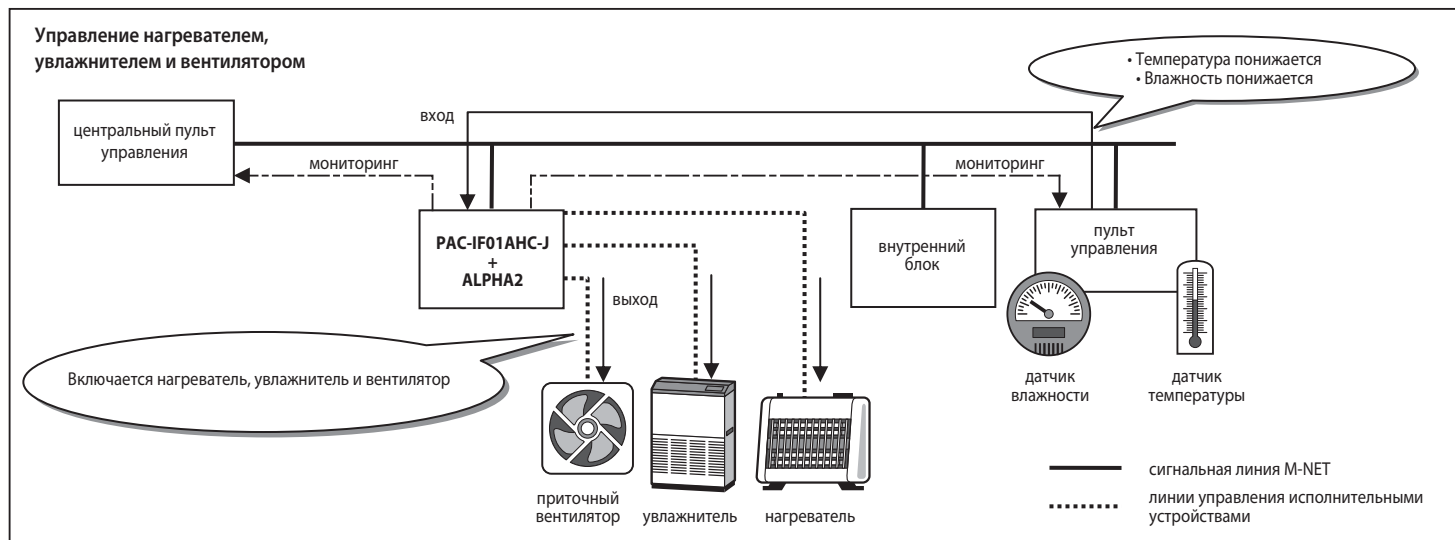 Управление нагревателем,
увлажнителем и вентилятором
• Температура понижается
• Влажность понижается
вход
центральный пульт
управления
мониторинг
мониторинг
PAC-IF01AHC-J
+
ALPHA2
внутренний
блок
пульт
управления
выход
Включается нагреватель, увлажнитель и вентилятор
датчик
влажности
датчик
температуры
приточный
вентилятор
увлажнитель
нагреватель
сигнальная линия M-NET
линии управления исполнительными
устройствами